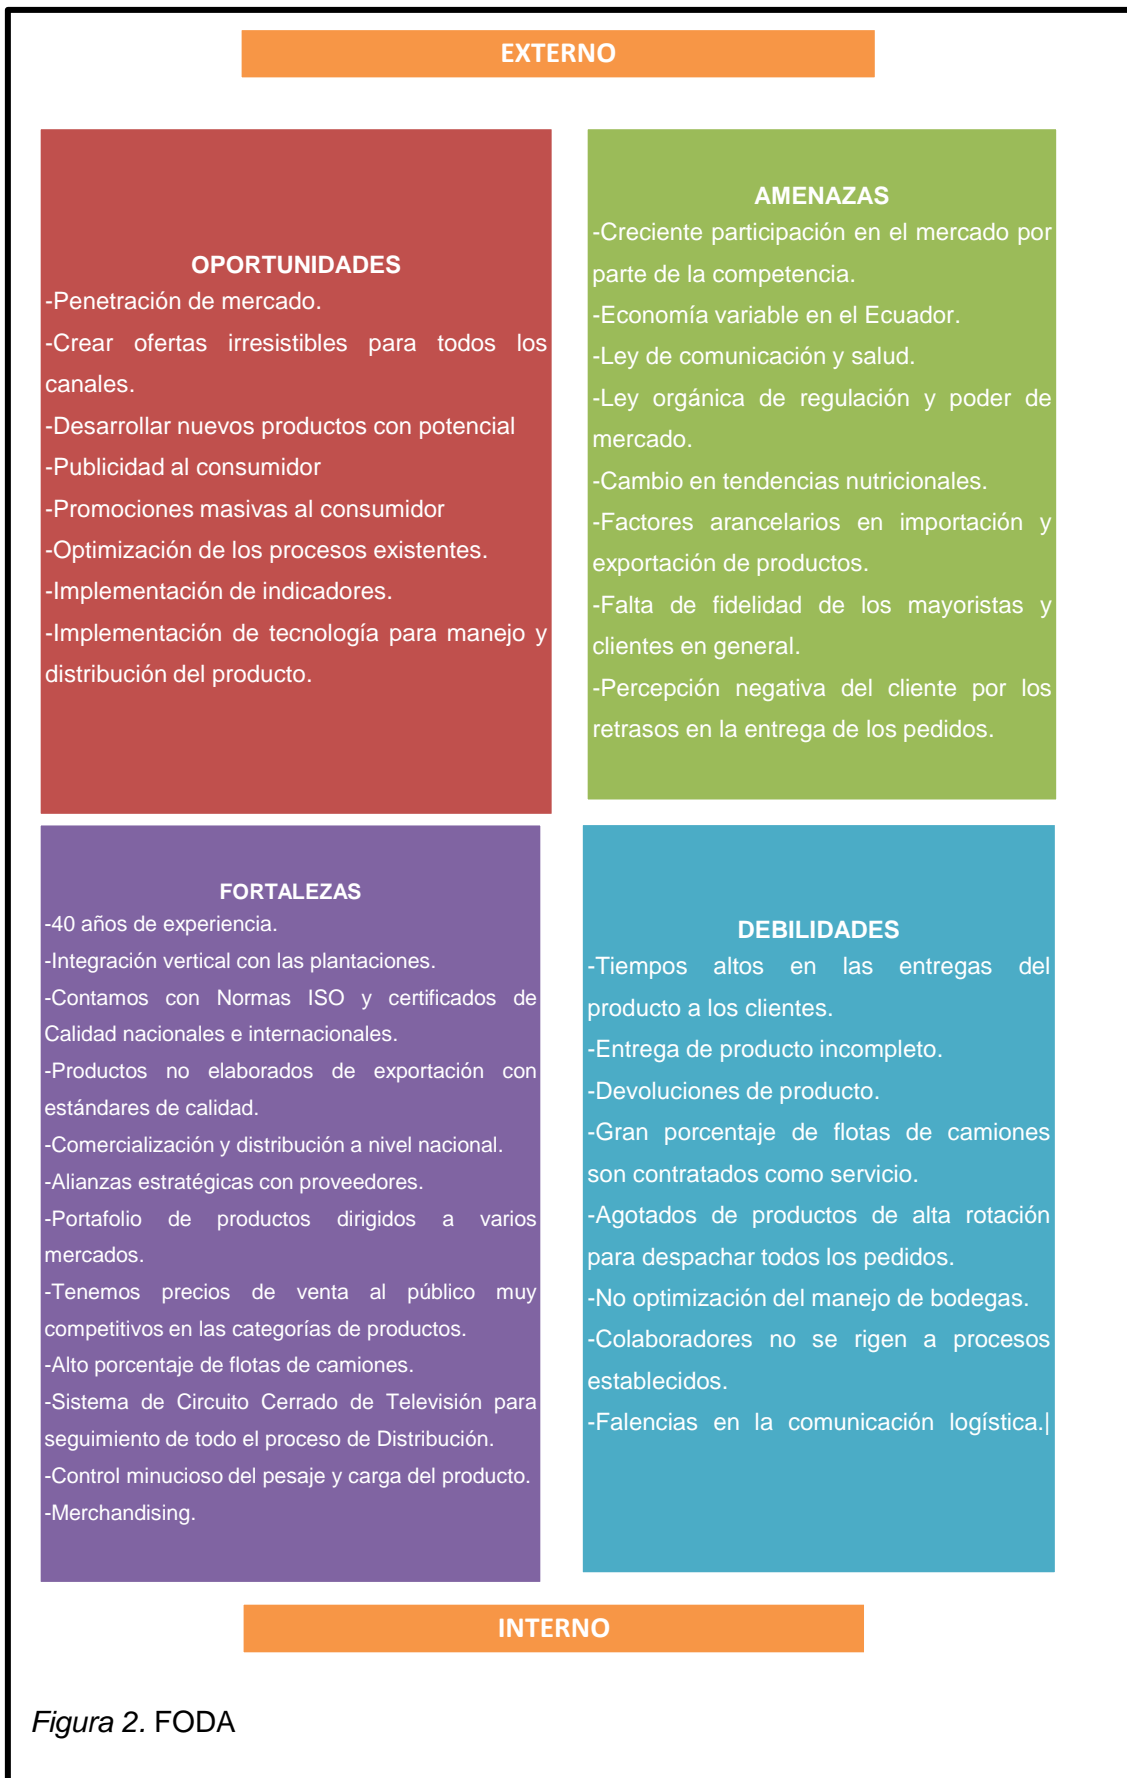 EXTERNO
OPORTUNIDADES
-Penetración de mercado.
-Crear ofertas irresistibles para todos los
canales.
-Desarrollar nuevos productos con potencial
-Publicidad al consumidor
-Promociones masivas al consumidor
-Optimización de los procesos existentes.
-Implementación de indicadores.
-Implementación de tecnología para manejo y
distribución del producto.
AMENAZAS
-Creciente participación en el mercado por
parte de la competencia.
-Economía variable en el Ecuador.
-Ley de comunicación y salud.
-Ley orgánica de regulación y poder de
mercado.
-Cambio en tendencias nutricionales.
-Factores arancelarios en importación y
exportación de productos.
-Falta de fidelidad de los mayoristas y
clientes en general.
-Percepción negativa del cliente por los
retrasos en la entrega de los pedidos.
FORTALEZAS
-40 años de experiencia.
-Integración vertical con las plantaciones.
-Contamos con Normas ISO y certificados de
Calidad nacionales e internacionales.
-Productos no elaborados de exportación con
estándares de calidad.
-Comercialización y distribución a nivel nacional.
-Alianzas estratégicas con proveedores.
-Portafolio de productos dirigidos a varios
mercados.
-Tenemos precios de venta al público muy
competitivos en las categorías de productos.
-Alto porcentaje de flotas de camiones.
-Sistema de Circuito Cerrado de Televisión para
seguimiento de todo el proceso de Distribución.
-Control minucioso del pesaje y carga del producto.
-Merchandising.
DEBILIDADES
-Tiempos altos en las entregas del
producto a los clientes.
-Entrega de producto incompleto.
-Devoluciones de producto.
-Gran porcentaje de flotas de camiones
son contratados como servicio.
-Agotados de productos de alta rotación
para despachar todos los pedidos.
-No optimización del manejo de bodegas.
-Colaboradores no se rigen a procesos
establecidos.
-Falencias en la comunicación logística.|
INTERNO
Figura 2. FODA